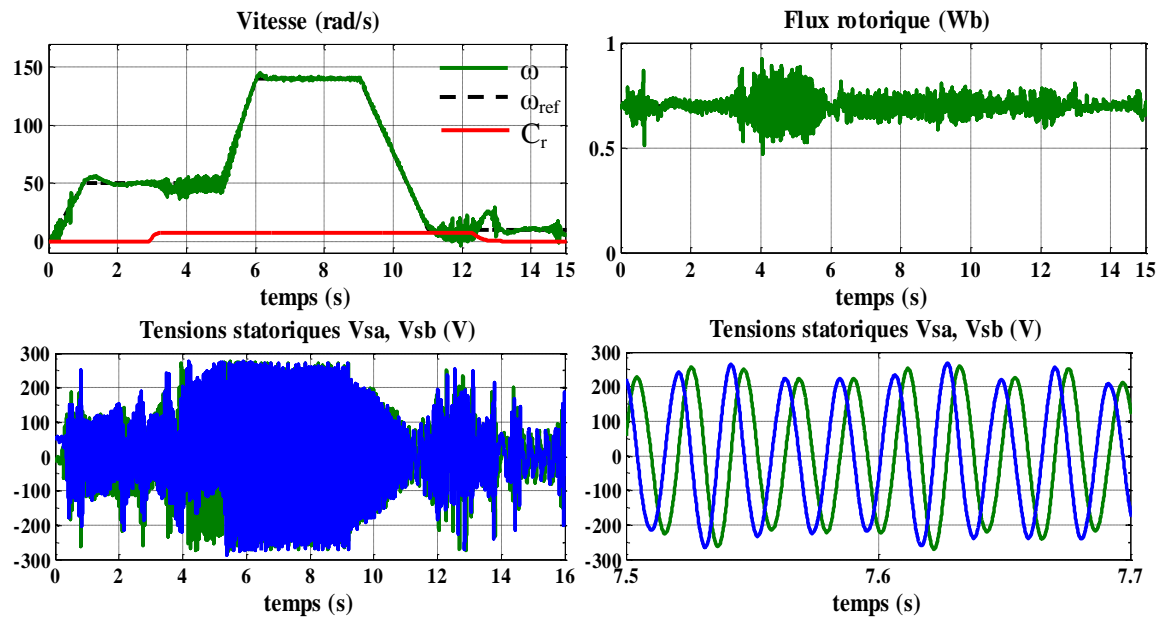 Vitesse (rad/s)
150
100
50
0
ω
ω_ref
C_r
0 2 4 6 8 10 12 14 15
temps (s)
Flux rotorique (Wb)
1
0.5
0
0 2 4 6 8 10 12 14 15
temps (s)
Tensions statoriques Vsa, Vsb (V)
300
200
100
0
-100
-200
-300
0 2 4 6 8 10 12 14 16
temps (s)
Tensions statoriques Vsa, Vsb (V)
300
200
100
0
-100
-200
-300
7.5 7.6 7.7
temps (s)